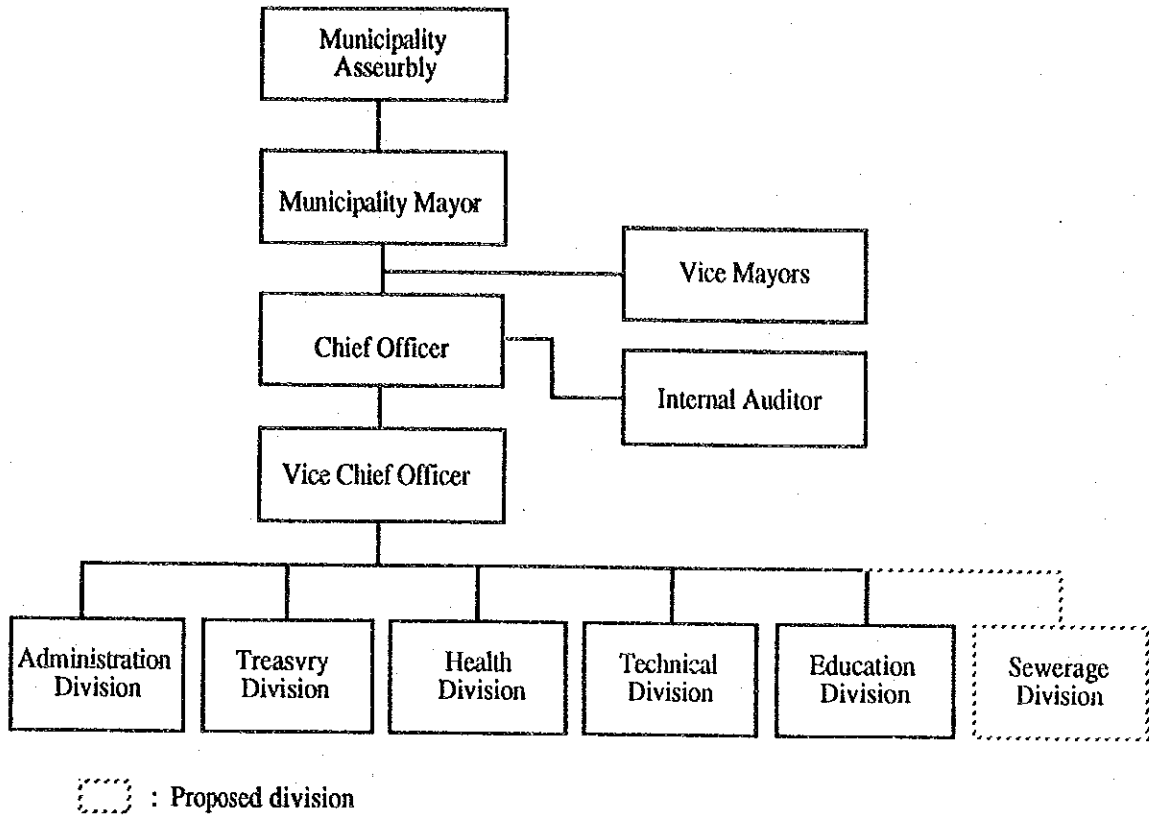 Municipality
Asseurbly
Municipality Mayor
Vice Mayors
Chief Officer
Internal Auditor
Vice Chief Officer
Administration
Division
Treasvry
Division
Health
Division
Technical
Division
Education
Division
Sewerage
Division
: Proposed division